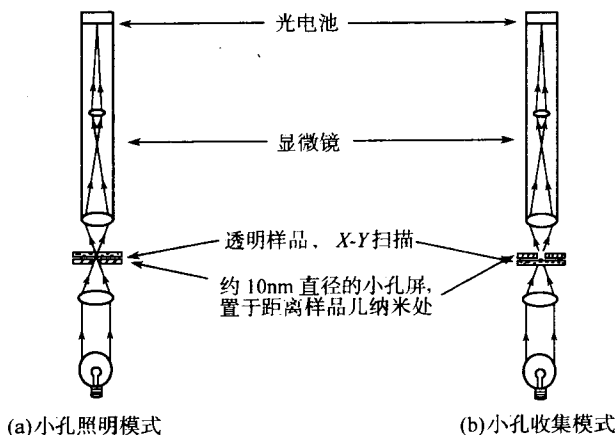 光电池
显微镜
透明样品、X-Y扫描
约10nm直径的小孔屏,
置于距离样品几纳米处
(a)小孔照明模式
(b)小孔收集模式